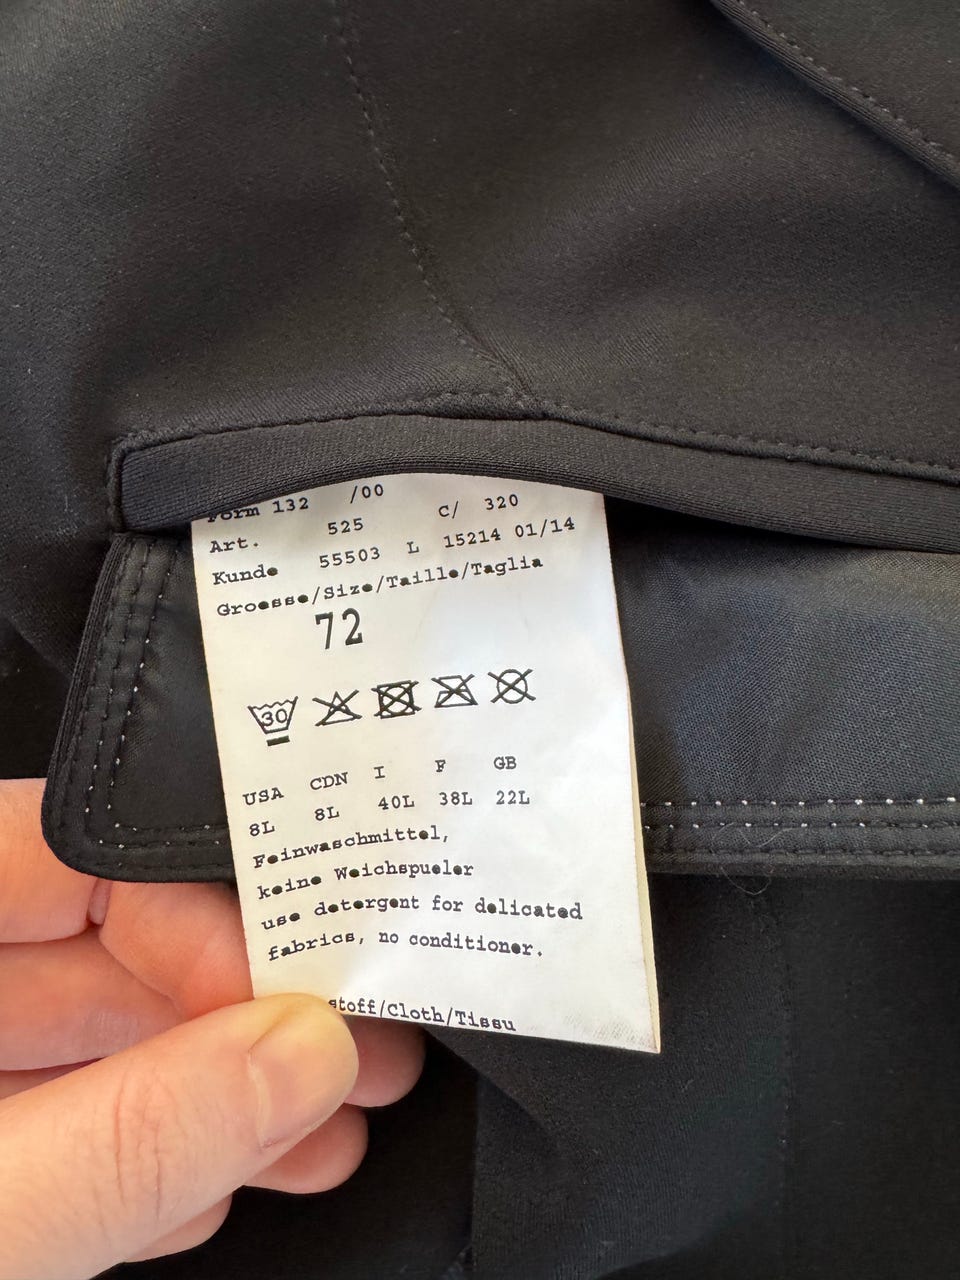 Form 132 /00
Art. 525 C/ 320
Kunde 55503 L 15214 01/14
Groesse/Size/Taille/Taglia
72
30
USA CDN I F GB
8L 8L 40L 38L 22L
Feinwaschmittel,
keine Weichspueler
use detergent for delicated
fabrics, no conditioner.
stoff/Cloth/Tissu